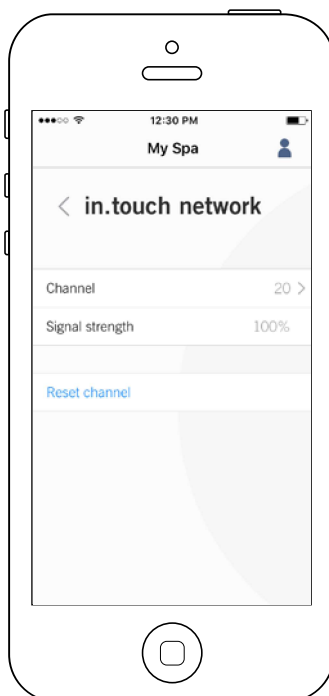 12:30 PM
My Spa
in.touch network
Channel 20
Signal strength 100%
Reset channel